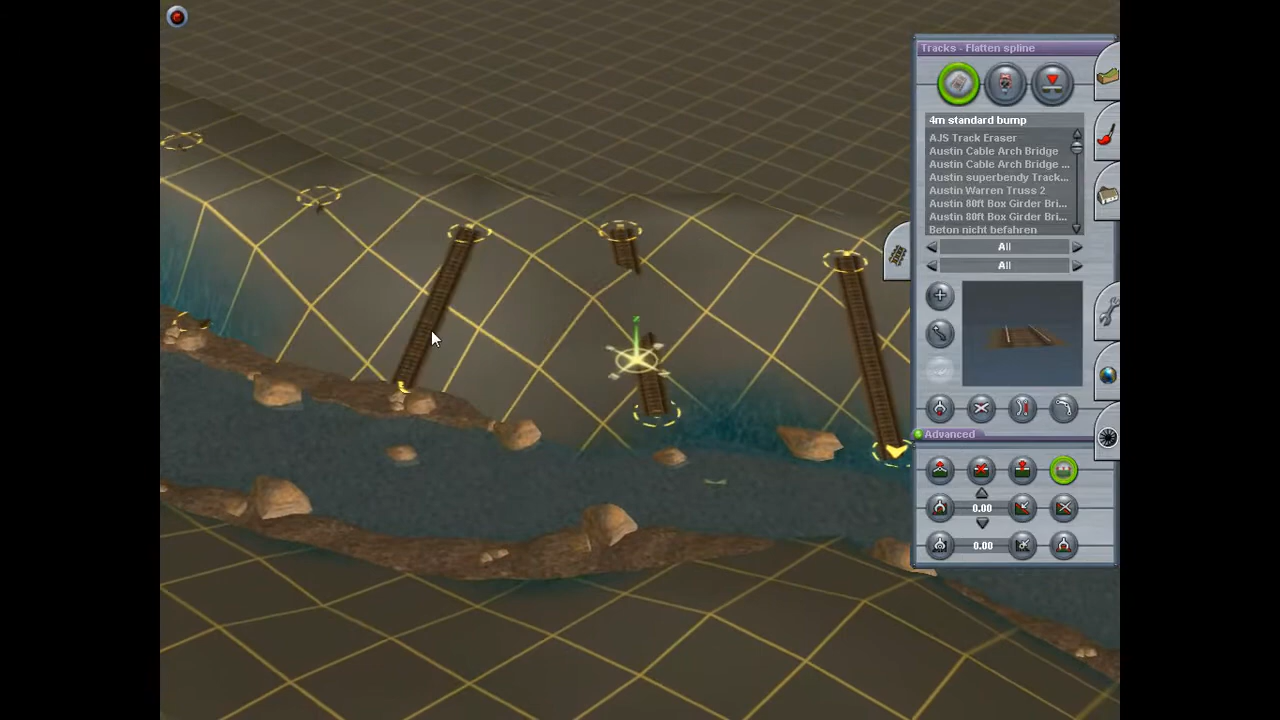 Tracks - Flatten spline
4m standard bump
AJS Track Eraser
Austin Cable Arch Bridge
Austin Cable Arch Bridge ...
Austin superbendy Track...
Austin Warren Truss 2
Austin 80ft Box Girder Bri...
Austin 80ft Box Girder Bri...
Beton nicht befahren
All
All
Advanced
0.00
0.00